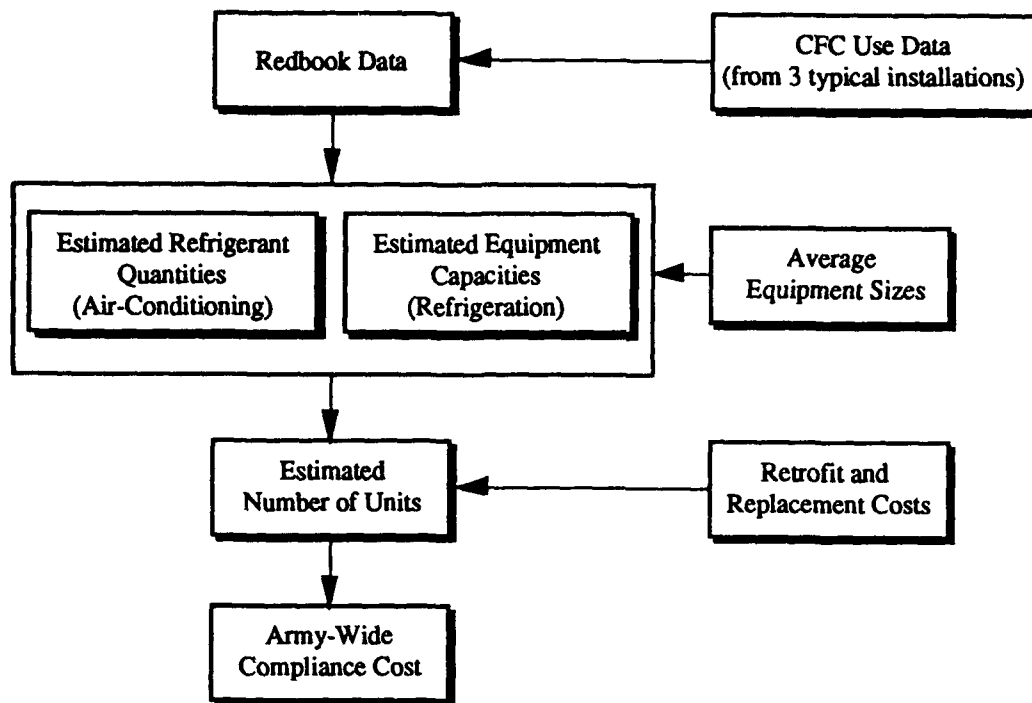 Redbook Data
CFC Use Data
(from 3 typical installations)
Estimated Refrigerant
Quantities
(Air-Conditioning)
Estimated Equipment
Capacities
(Refrigeration)
Average
Equipment Sizes
Estimated
Number of Units
Retrofit and
Replacement Costs
Army-Wide
Compliance Cost